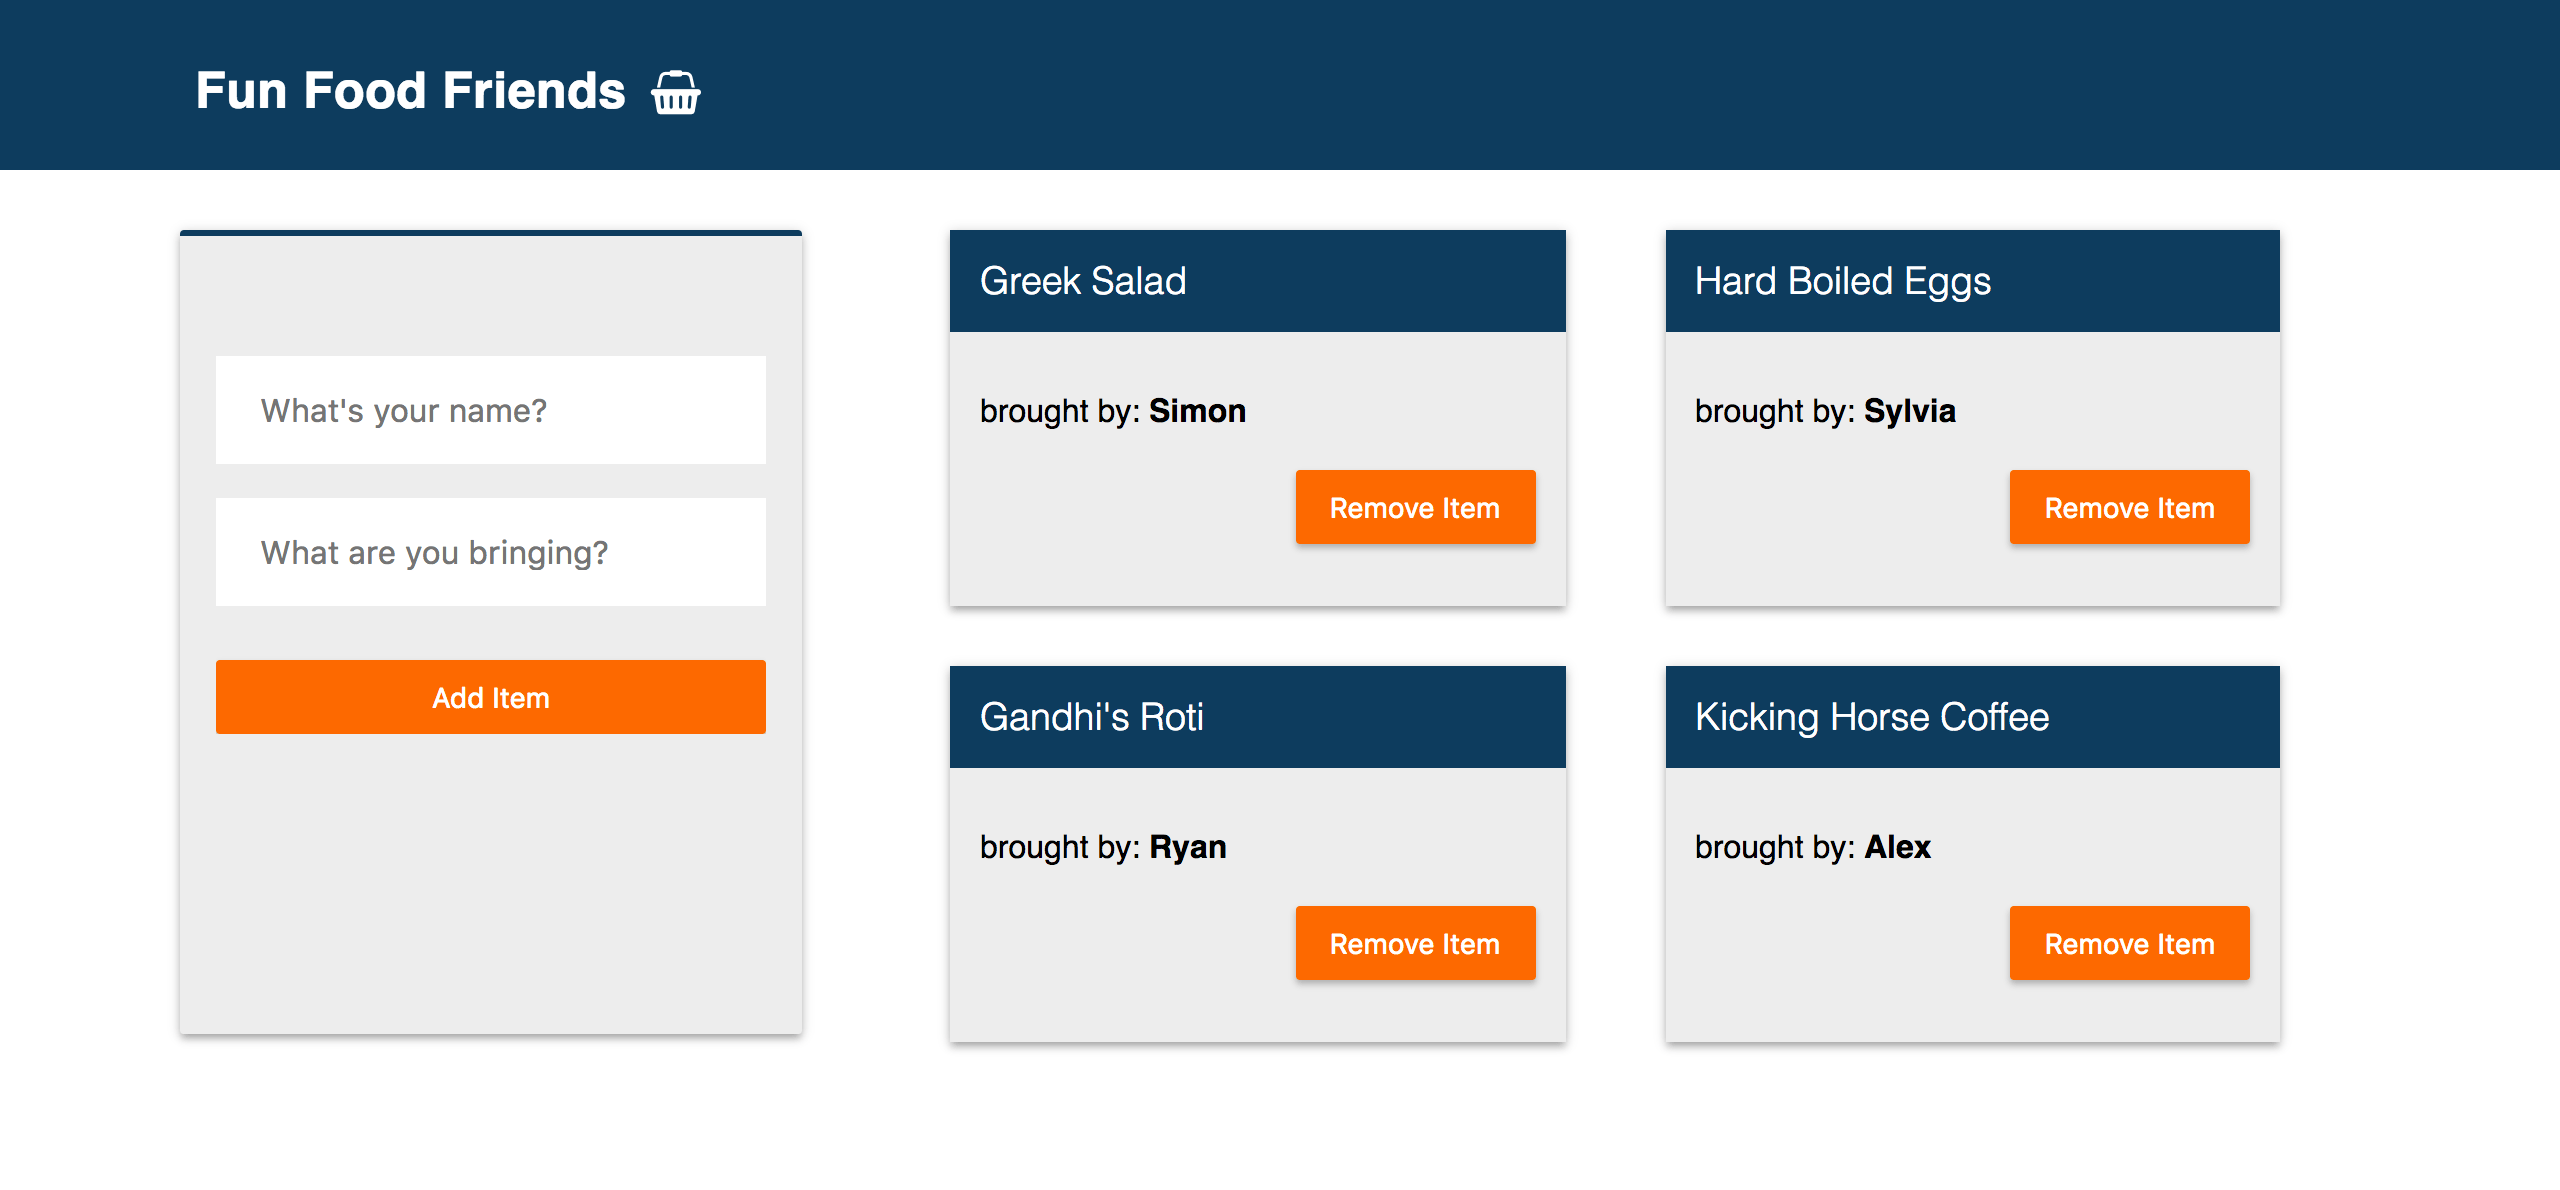 Fun Food Friends
What's your name?
What are you bringing?
Add Item
Greek Salad
brought by: Simon
Remove Item
Hard Boiled Eggs
brought by: Sylvia
Remove Item
Gandhi's Roti
brought by: Ryan
Remove Item
Kicking Horse Coffee
brought by: Alex
Remove Item